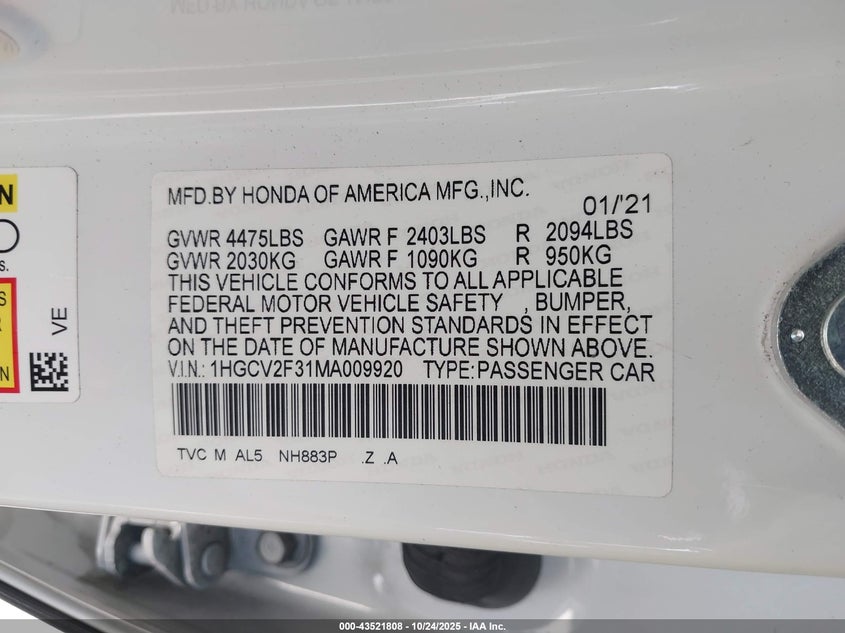 MFD.BY HONDA OF AMERICA MFG.,INC.
01/'21
GVWR 4475LBS GAWR F 2403LBS R 2094LBS
GVWR 2030KG GAWR F 1090KG R 950KG
THIS VEHICLE CONFORMS TO ALL APPLICABLE
FEDERAL MOTOR VEHICLE SAFETY , BUMPER,
AND THEFT PREVENTION STANDARDS IN EFFECT
ON THE DATE OF MANUFACTURE SHOWN ABOVE.
V.I.N.: 1HGCV2F31MA009920 TYPE:PASSENGER CAR
TVC M AL5 NH883P .Z .A
VE
000-43521808 - 10/24/2025 - IAA Inc.